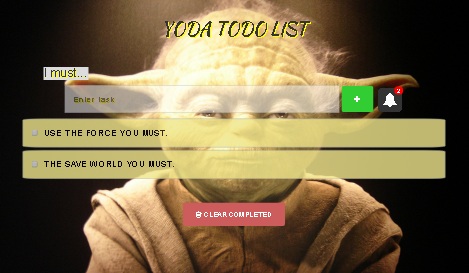 YODA TODO LIST
I must...
Enter task
+
2
USE THE FORCE YOU MUST.
THE SAVE WORLD YOU MUST.
CLEAR COMPLETED